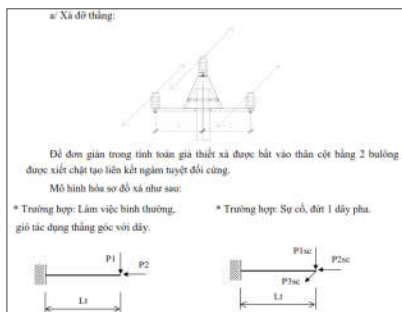 a/ Xà đỡ thẳng:
Để đơn giản trong tính toán giả thiết xà được bắt vào thân cột bằng 2 bulông
được xiết chặt tạo liên kết ngàm tuyệt đối cứng.
Mô hình hóa sơ đồ xà như sau:
* Trường hợp: Làm việc bình thường,
gió tác dụng thẳng góc với dây.
* Trường hợp: Sự cố, đứt 1 dây pha.
P1
P2
Lt
P1sc
P2sc
P3sc
Lt